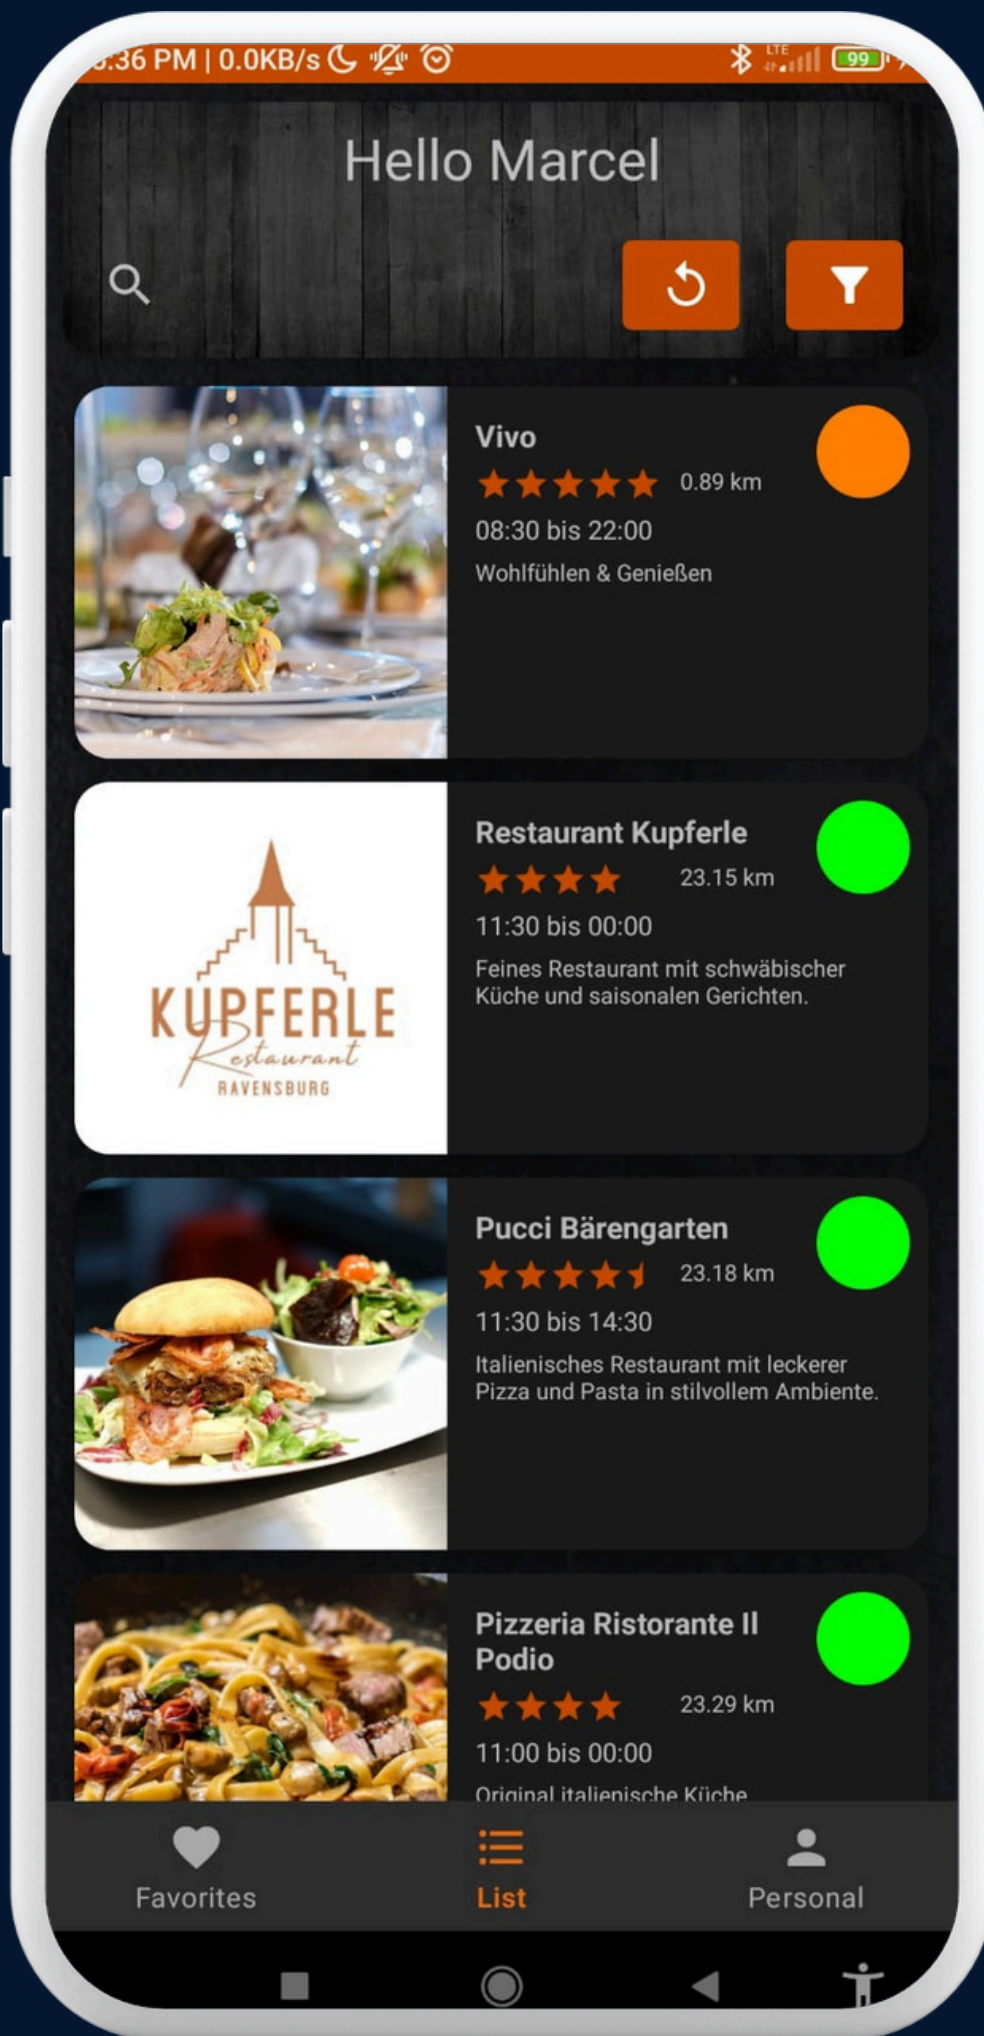 :36 PM | 0.0KB/s
LTE
99
Hello Marcel
Vivo
0.89 km
08:30 bis 22:00
Wohlfühlen & Genießen
KUPFERLE
Restaurant
RAVENSBURG
Restaurant Kupferle
23.15 km
11:30 bis 00:00
Feines Restaurant mit schwäbischer
Küche und saisonalen Gerichten.
Pucci Bärengarten
23.18 km
11:30 bis 14:30
Italienisches Restaurant mit leckerer
Pizza und Pasta in stilvollem Ambiente.
Pizzeria Ristorante Il
Podio
23.29 km
11:00 bis 00:00
Original italienische Küche
Favorites
List
Personal